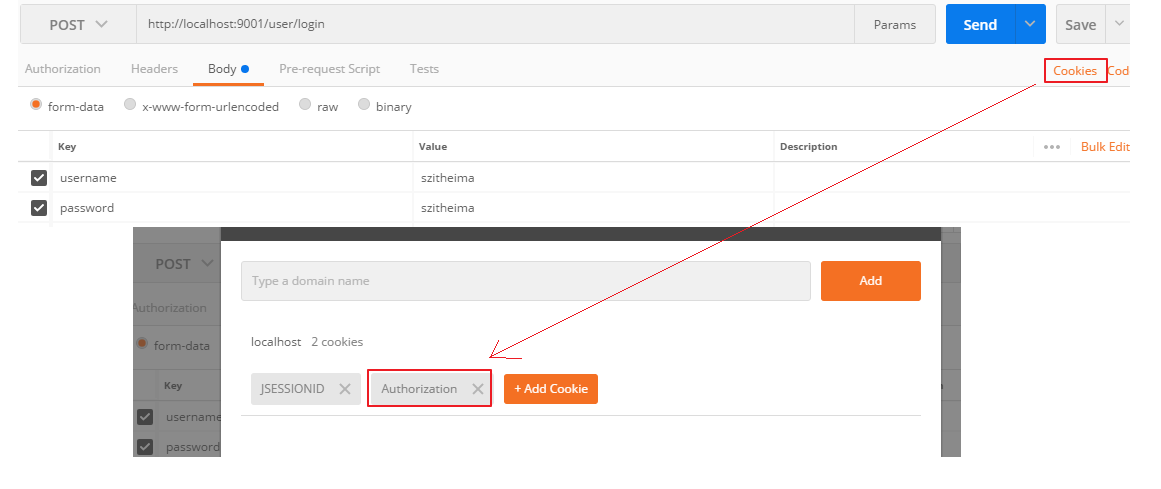 POST http://localhost:9001/user/login Params Send Save
Authorization Headers Body Pre-request Script Tests Cookies Cod
form-data x-www-form-urlencoded raw binary
Key Value Description ••• Bulk Edit
username szitheima
password szitheima
POST
Type a domain name Add
Authorization
localhost 2 cookies
form-data
Key
JSESSIONID Authorization + Add Cookie
username
password